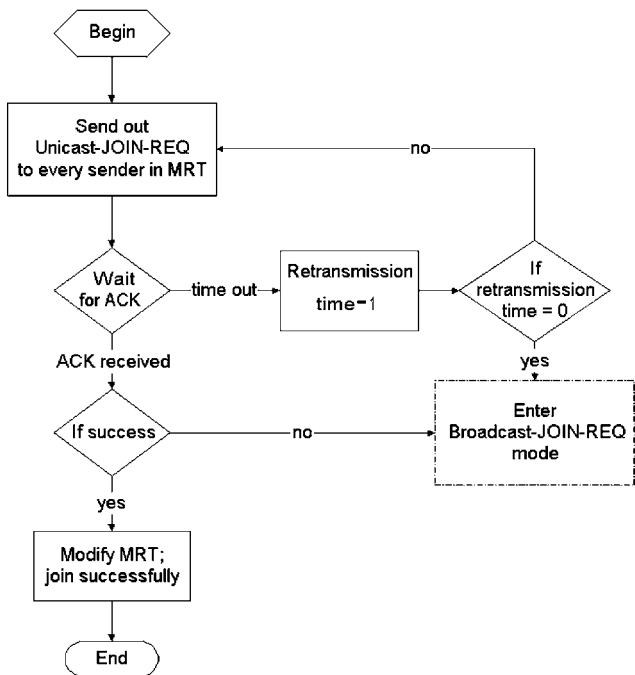 Begin
Send out
Unicast-JOIN-REQ
to every sender in MRT
no
Wait
for ACK
time out
Retransmission
time-1
If
retransmission
time = 0
ACK received
yes
If success
no
Enter
Broadcast-JOIN-REQ
mode
yes
Modify MRT;
join successfully
End